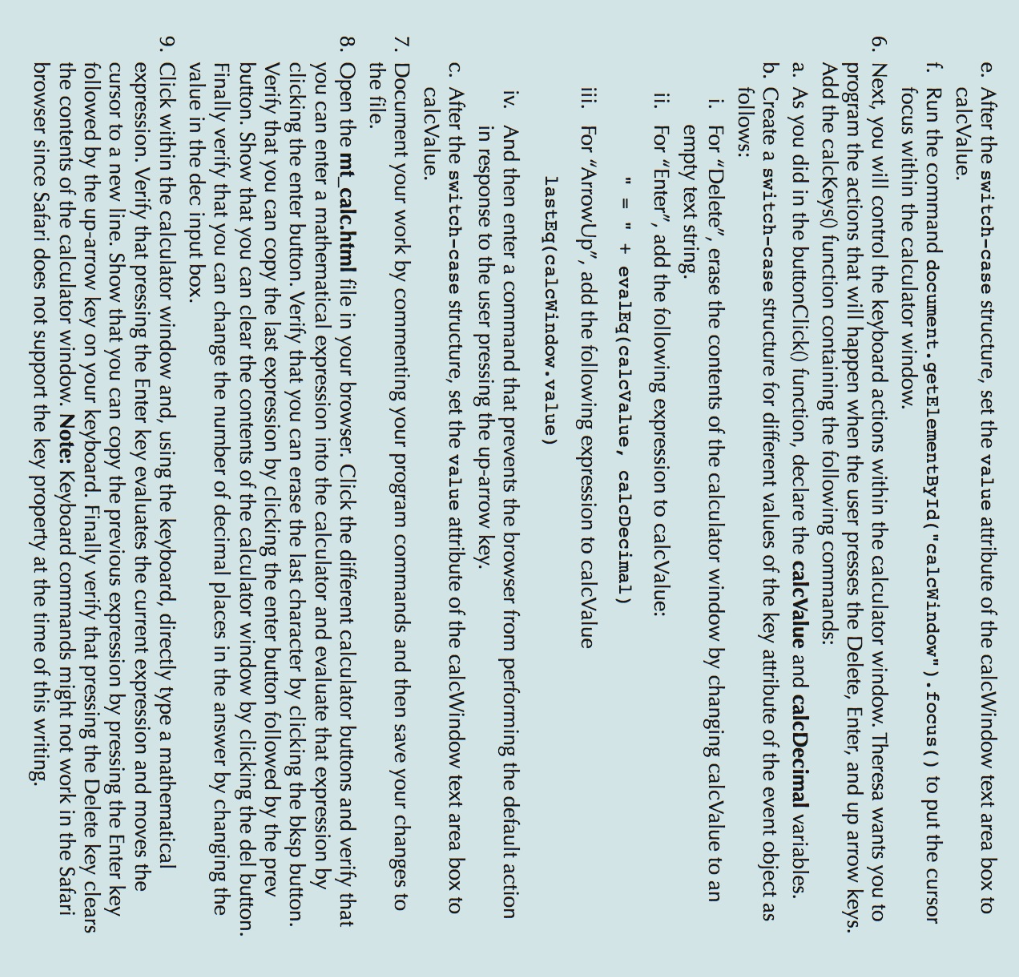 e. After the switch-case structure, set the value attribute of the calcWindow text area box to
calcValue.
f. Run the command document.getElementById("calcWindow").focus() to put the cursor
focus within the calculator window.
6. Next, you will control the keyboard actions within the calculator window. Theresa wants you to
program the actions that will happen when the user presses the Delete, Enter, and up arrow keys.
Add the calcKeys() function containing the following commands:
a. As you did in the buttonClick() function, declare the calcValue and calcDecimal variables.
b. Create a switch-case structure for different values of the key attribute of the event object as
follows:
i. For "Delete", erase the contents of the calculator window by changing calcValue to an
empty text string.
ii. For "Enter", add the following expression to calcValue:
" = " + evalEq(calcValue, calcDecimal)
iii. For "ArrowUp", add the following expression to calcValue
lastEq(calcWindow.value)
iv. And then enter a command that prevents the browser from performing the default action
in response to the user pressing the up-arrow key.
c. After the switch-case structure, set the value attribute of the calcWindow text area box to
calcValue.
7. Document your work by commenting your program commands and then save your changes to
the file.
8. Open the mt_calc.html file in your browser. Click the different calculator buttons and verify that
you can enter a mathematical expression into the calculator and evaluate that expression by
clicking the enter button. Verify that you can erase the last character by clicking the bksp button.
Verify that you can copy the last expression by clicking the enter button followed by the prev
button. Show that you can clear the contents of the calculator window by clicking the del button.
Finally verify that you can change the number of decimal places in the answer by changing the
value in the dec input box.
9. Click within the calculator window and, using the keyboard, directly type a mathematical
expression. Verify that pressing the Enter key evaluates the current expression and moves the
cursor to a new line. Show that you can copy the previous expression by pressing the Enter key
followed by the up-arrow key on your keyboard. Finally verify that pressing the Delete key clears
the contents of the calculator window. Note: Keyboard commands might not work in the Safari
browser since Safari does not support the key property at the time of this writing.